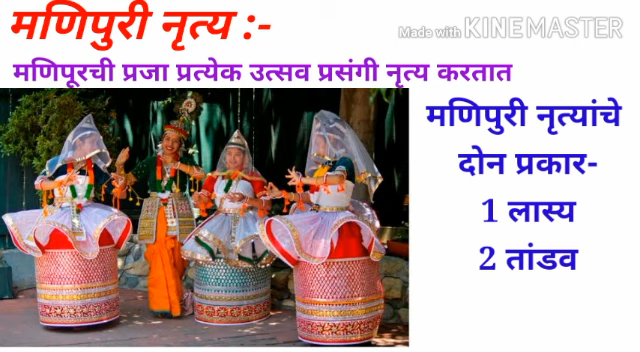 मणिपुरी नृत्य :-
Made with KINEMASTER
मणिपूरची प्रजा प्रत्येक उत्सव प्रसंगी नृत्य करतात
मणिपुरी नृत्यांचे
दोन प्रकार-
1 लास्य
2 तांडव